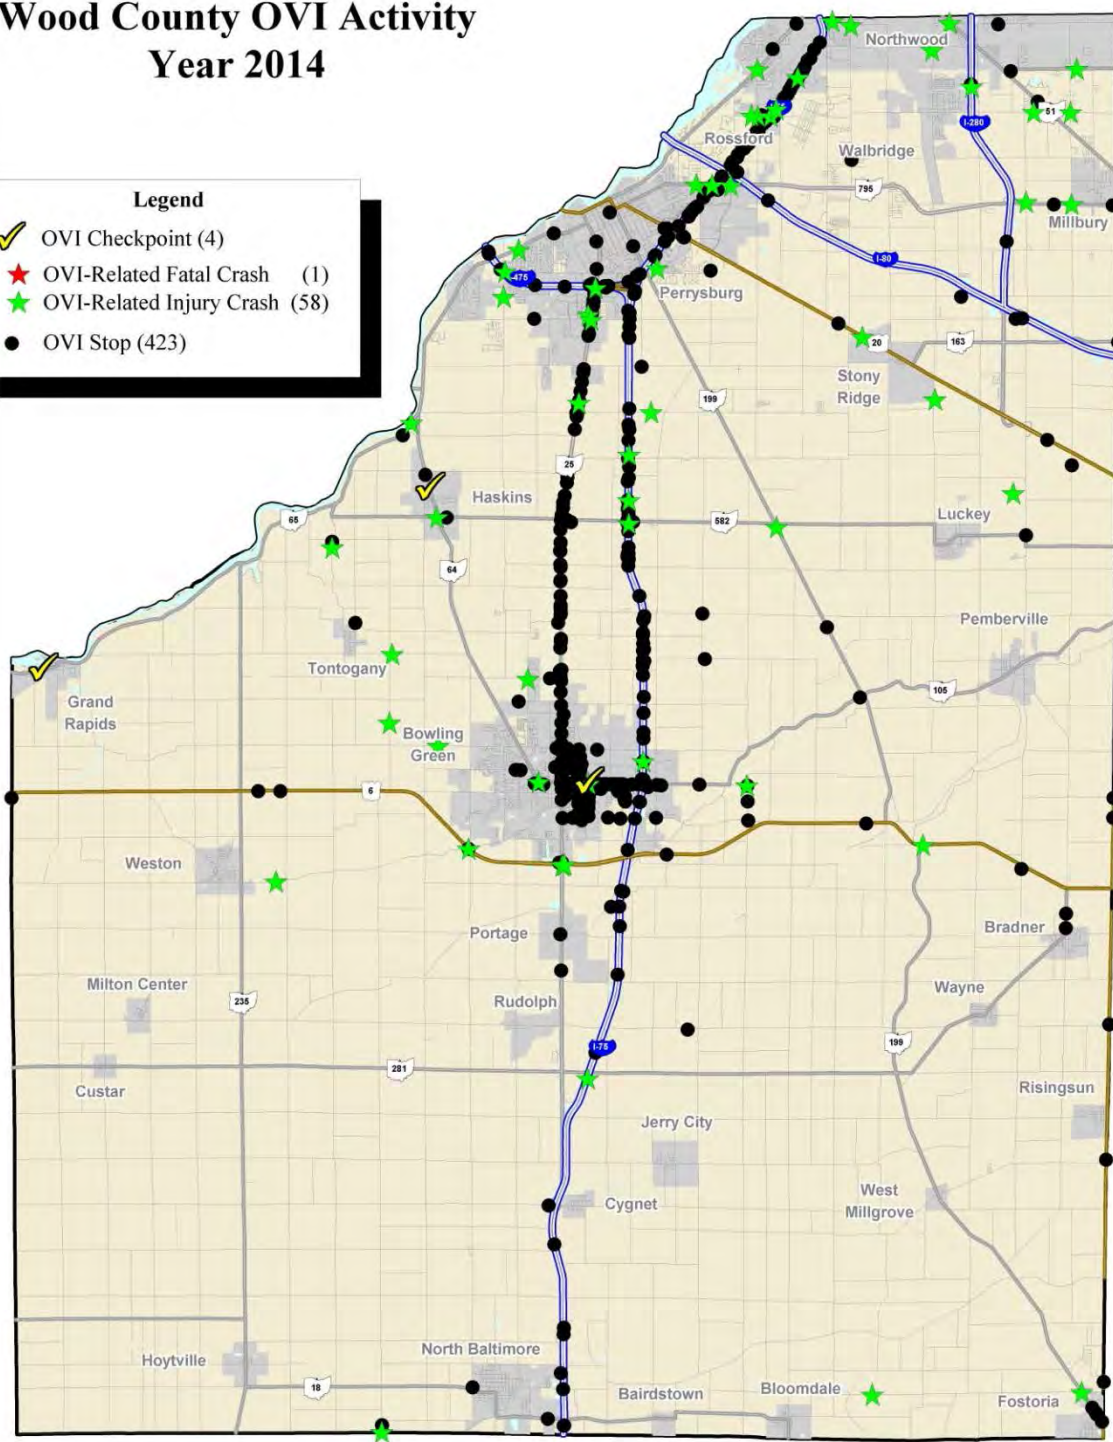 Wood County OVI Activity
Year 2014
Legend
OVI Checkpoint (4)
OVI-Related Fatal Crash (1)
OVI-Related Injury Crash (58)
OVI Stop (423)
Northwood
51
I-280
Rossford
Walbridge
795
Millbury
I-80
I-475
Perrysburg
20
163
Stony
Ridge
199
25
Haskins
65
582
Luckey
64
Pemberville
Tontogany
105
Grand
Rapids
Bowling
Green
6
Weston
Portage
Bradner
Milton Center
235
Rudolph
Wayne
I-75
199
281
Custar
Risingsun
Jerry City
West
Millgrove
Cygnet
North Baltimore
Hoytville
18
Bairdstown
Bloomdale
Fostoria